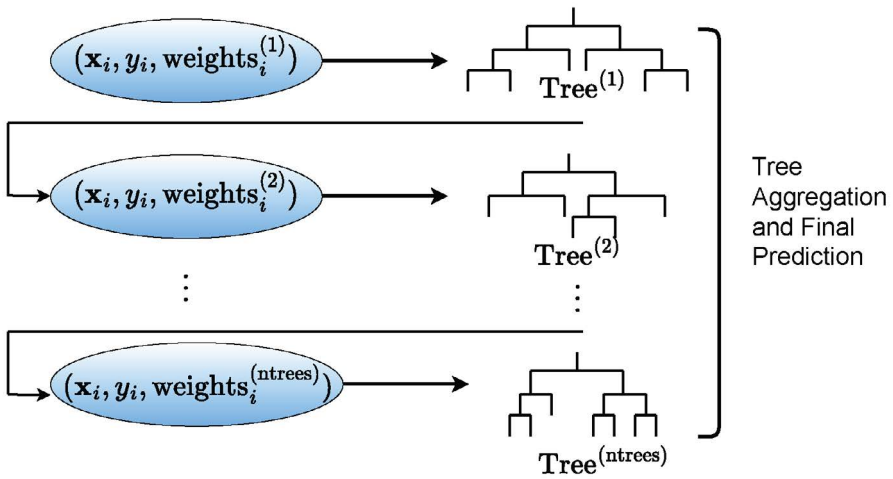 (x_i, y_i, weights_i^{(1)})
Tree^{(1)}
(x_i, y_i, weights_i^{(2)})
Tree^{(2)}
⋮ ⋮
(x_i, y_i, weights_i^{(ntrees)})
Tree^{(ntrees)}
Tree
Aggregation
and Final
Prediction